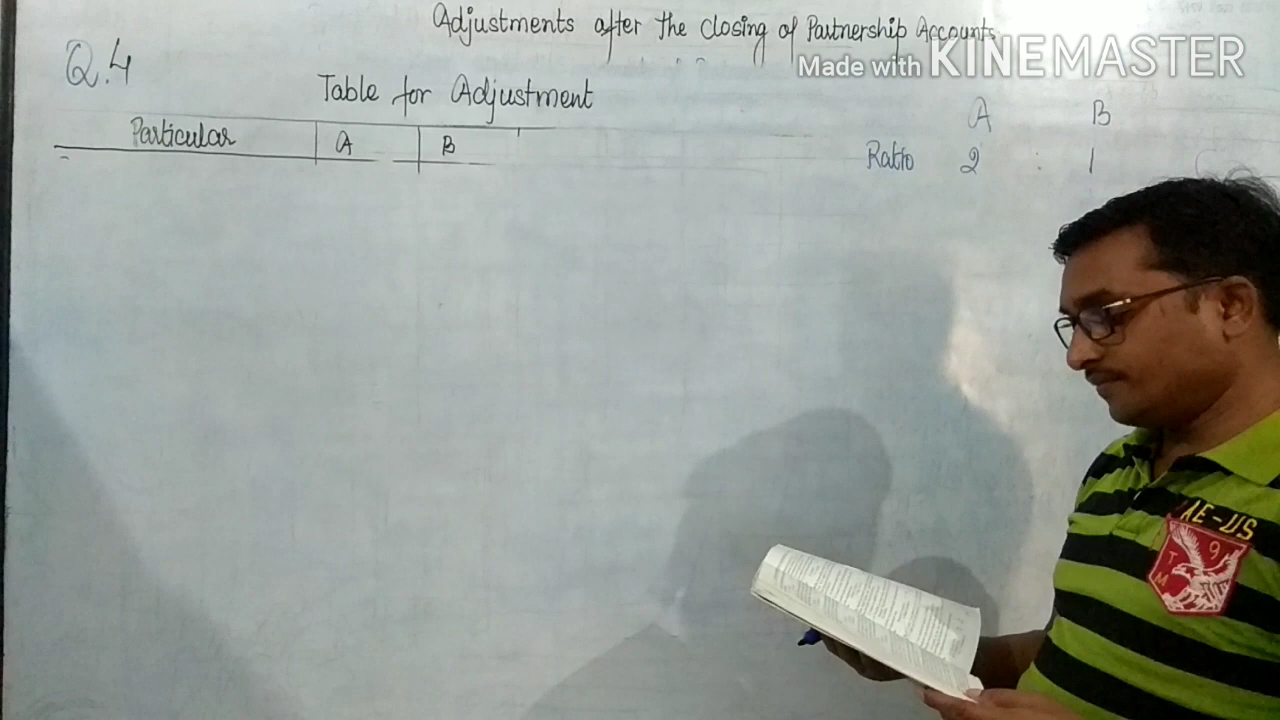 Adjustments after the closing of Partnership Accounts
Made with KINEMASTER
Q.4
Table for Adjustment
Particular A B
A B
Ratio 2 : 1
AE-US
9
T
M